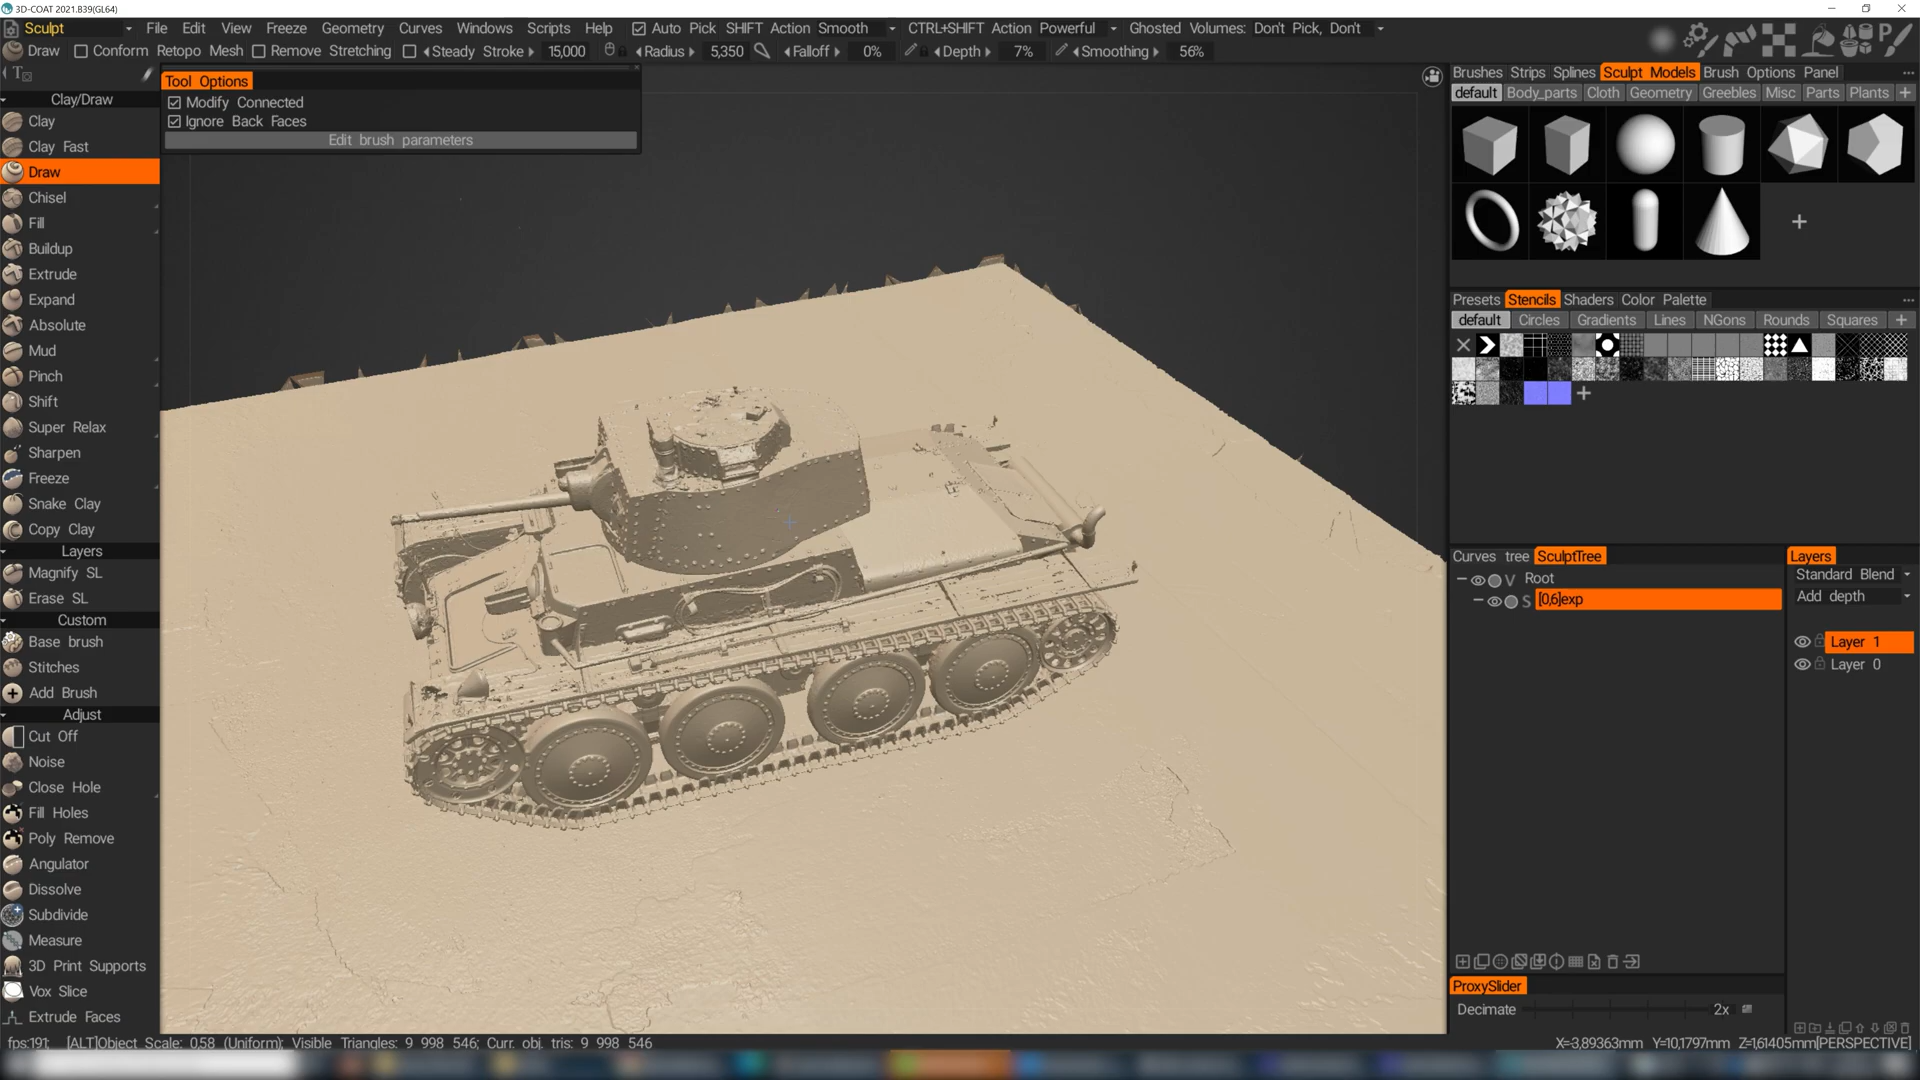 3D-COAT 2021.B39(GL64)
Sculpt File Edit View Freeze Geometry Curves Windows Scripts Help Auto Pick SHIFT Action Smooth CTRL+SHIFT Action Powerful Ghosted Volumes: Don't Pick, Don't
Draw Conform Retopo Mesh Remove Stretching Steady Stroke 15,000 Radius 5,350 Falloff 0% Depth 7% Smoothing 56%
Clay/Draw
Clay
Clay Fast
Draw
Chisel
Fill
Buildup
Extrude
Expand
Absolute
Mud
Pinch
Shift
Super Relax
Sharpen
Freeze
Snake Clay
Copy Clay
Layers
Magnify SL
Erase SL
Custom
Base brush
Stitches
Add Brush
Adjust
Cut Off
Noise
Close Hole
Fill Holes
Poly Remove
Angulator
Dissolve
Subdivide
Measure
3D Print Supports
Vox Slice
Extrude Faces
Tool Options
Modify Connected
Ignore Back Faces
Edit brush parameters
Brushes Strips Splines Sculpt Models Brush Options Panel
default Body_parts Cloth Geometry Greebles Misc Parts Plants +
Presets Stencils Shaders Color Palette
default Circles Gradients Lines NGons Rounds Squares +
Curves tree SculptTree
V Root
S [0,6]exp
Layers
Standard Blend
Add depth
Layer 1
Layer 0
ProxySlider
Decimate 2x
fps:191; [ALT]Object Scale: 0,58 (Uniform); Visible Triangles: 9 998 546; Curr. obj. tris: 9 998 546
X=3,89363mm Y=10,1797mm Z=1,61405mm[PERSPECTIVE]